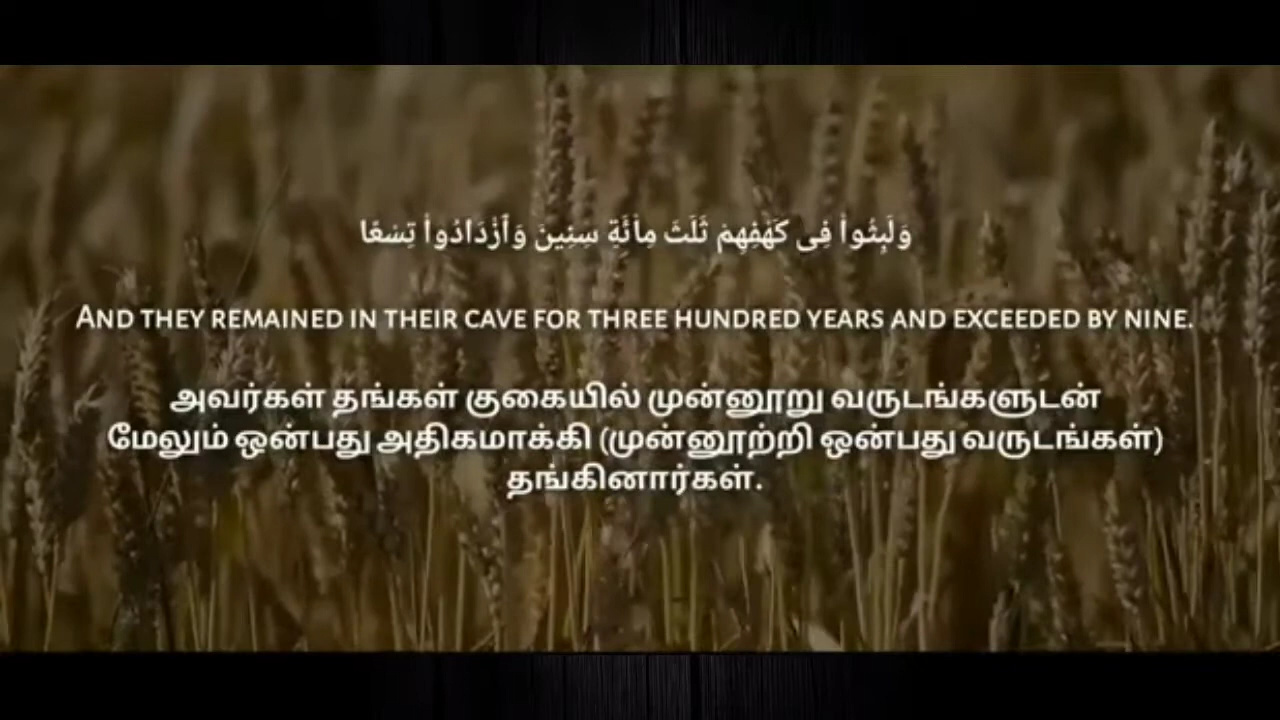 وَلَبِثُوا۟ فِى كَهْفِهِمْ ثَلَٰثَ مِا۟ئَةٍ سِنِينَ وَٱزْدَادُوا۟ تِسْعًا
AND THEY REMAINED IN THEIR CAVE FOR THREE HUNDRED YEARS AND EXCEEDED BY NINE.
அவர்கள் தங்கள் குகையில் முன்னூறு வருடங்களுடன்
மேலும் ஒன்பது அதிகமாக்கி (முன்னூற்றி ஒன்பது வருடங்கள்)
தங்கினார்கள்.